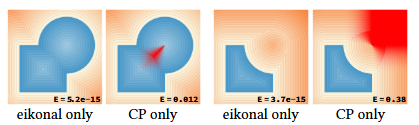 E = 5.2e-15 E = 0.012 E = 3.7e-15 E = 0.38
eikonal only CP only eikonal only CP only